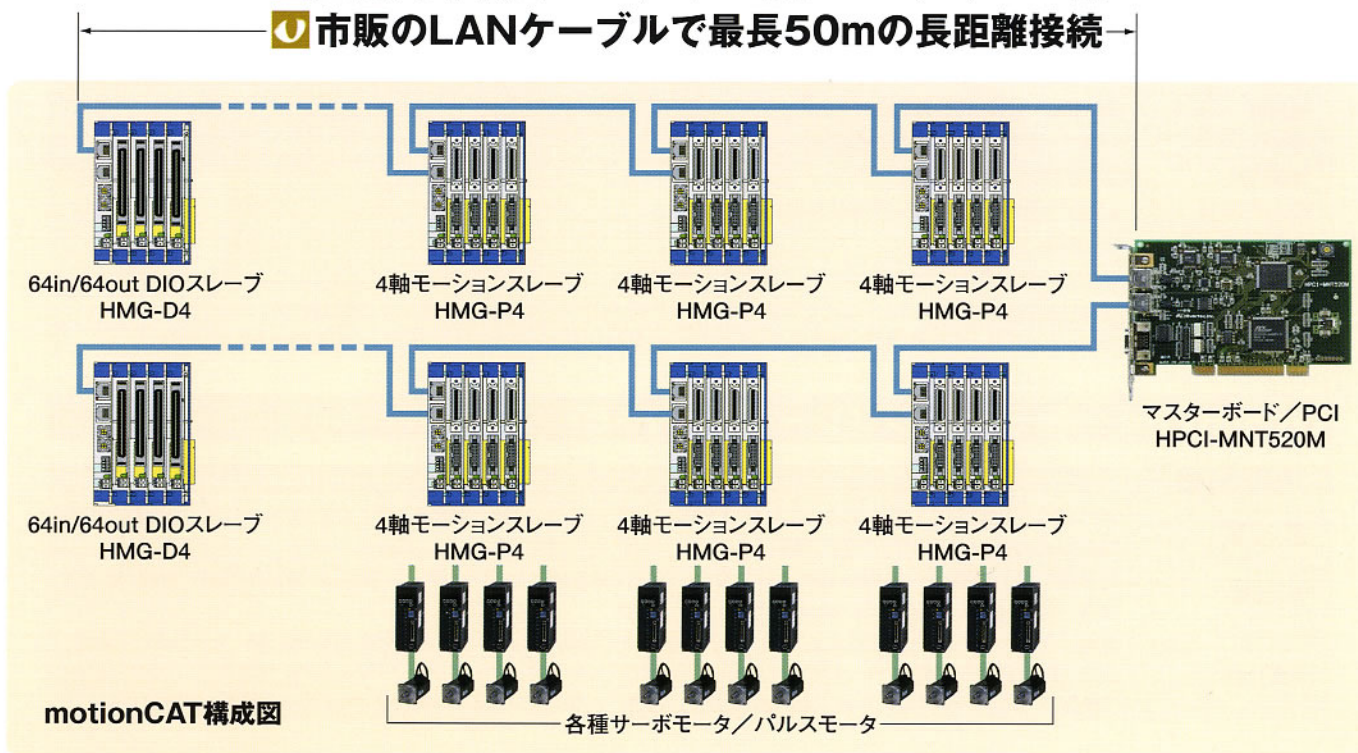 市販のLANケーブルで最長50mの長距離接続
64in/64out DIOスレーブ
HMG-D4
4軸モーションスレーブ
HMG-P4
4軸モーションスレーブ
HMG-P4
4軸モーションスレーブ
HMG-P4
HPCI-MNT520M
マスターボード／PCI
HPCI-MNT520M
64in/64out DIOスレーブ
HMG-D4
4軸モーションスレーブ
HMG-P4
4軸モーションスレーブ
HMG-P4
4軸モーションスレーブ
HMG-P4
motionCAT構成図
各種サーボモータ／パルスモータ